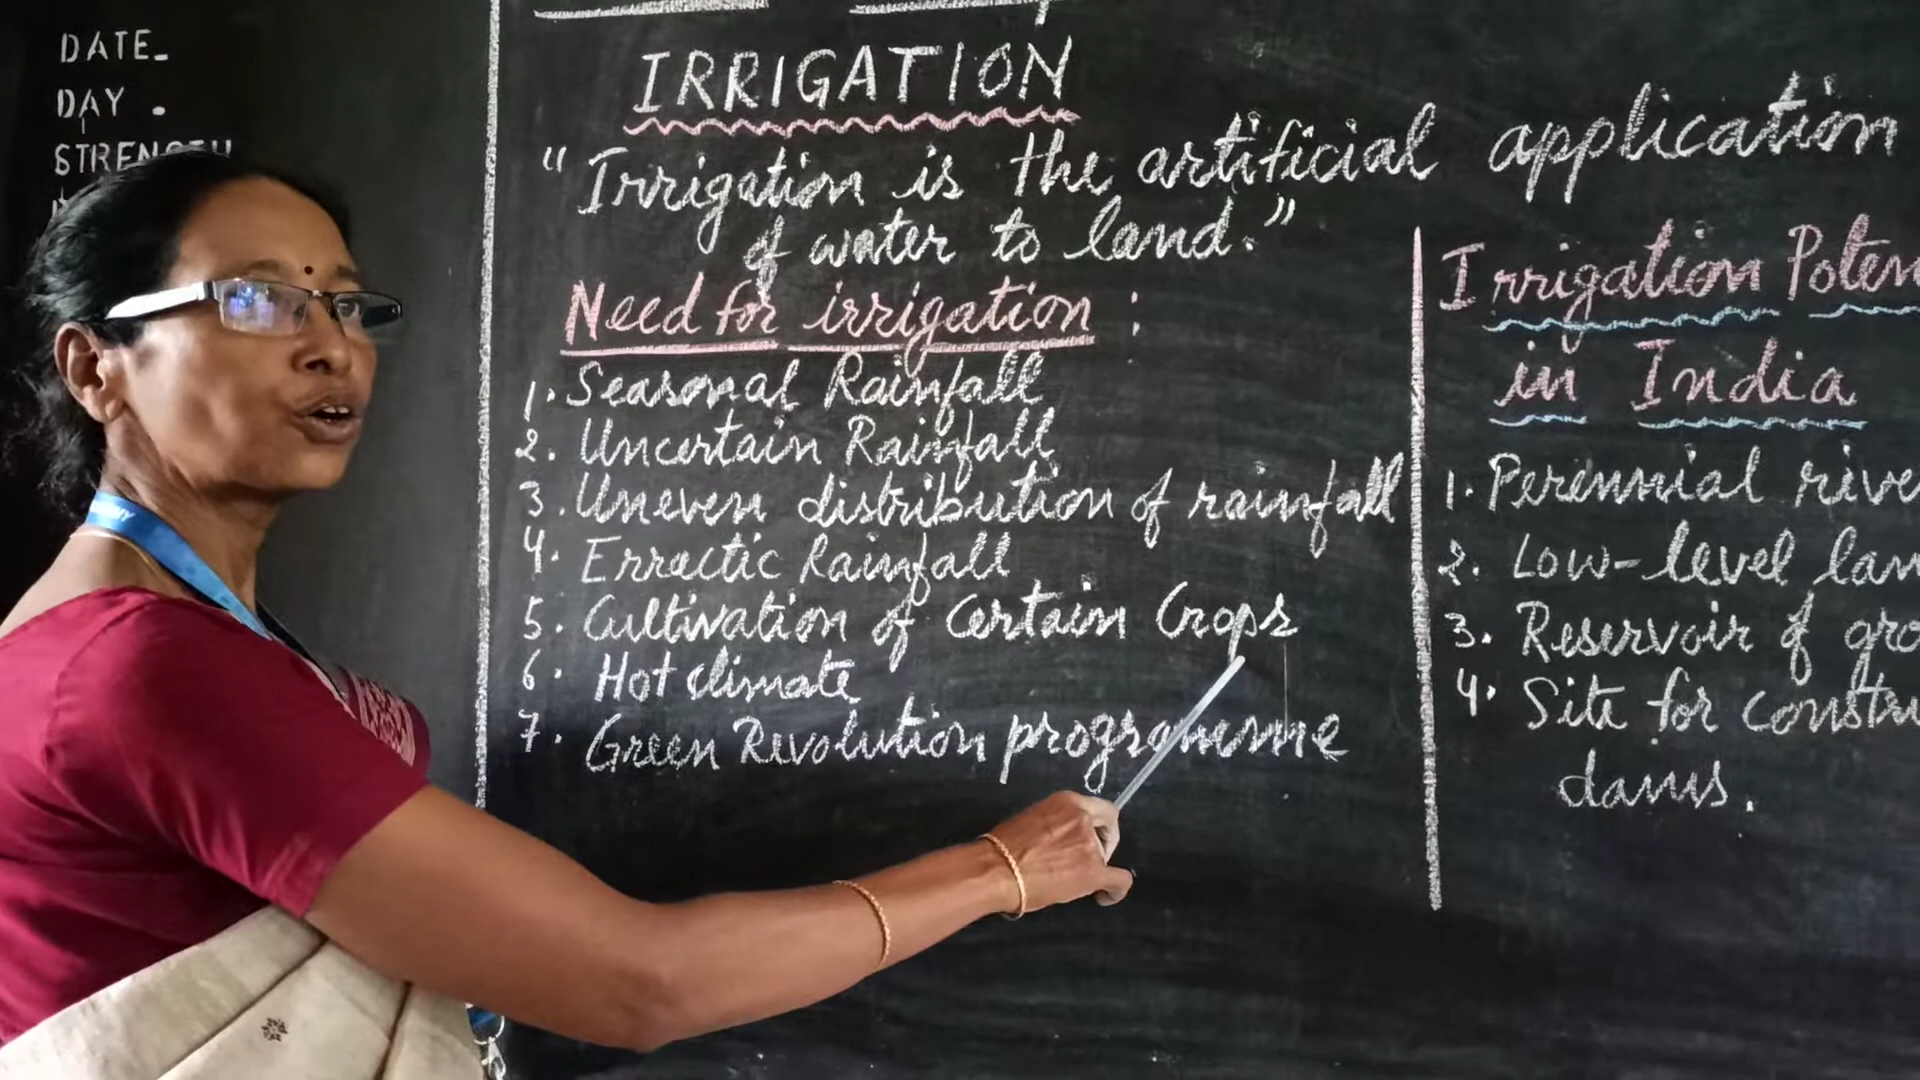 DATE-
DAY .
STRENGTH
IRRIGATION
"Irrigation is the artificial application
of water to land."
Need for irrigation :
1. Seasonal Rainfall
2. Uncertain Rainfall
3. Uneven distribution of rainfall
4. Erractic Rainfall
5. Cultivation of Certain Crops
6. Hot climate
7. Green Revolution programme
Irrigation Poten
in India
1. Perennial rive
2. Low-level lan
3. Reservoir of gro
4. Site for constru
dams.